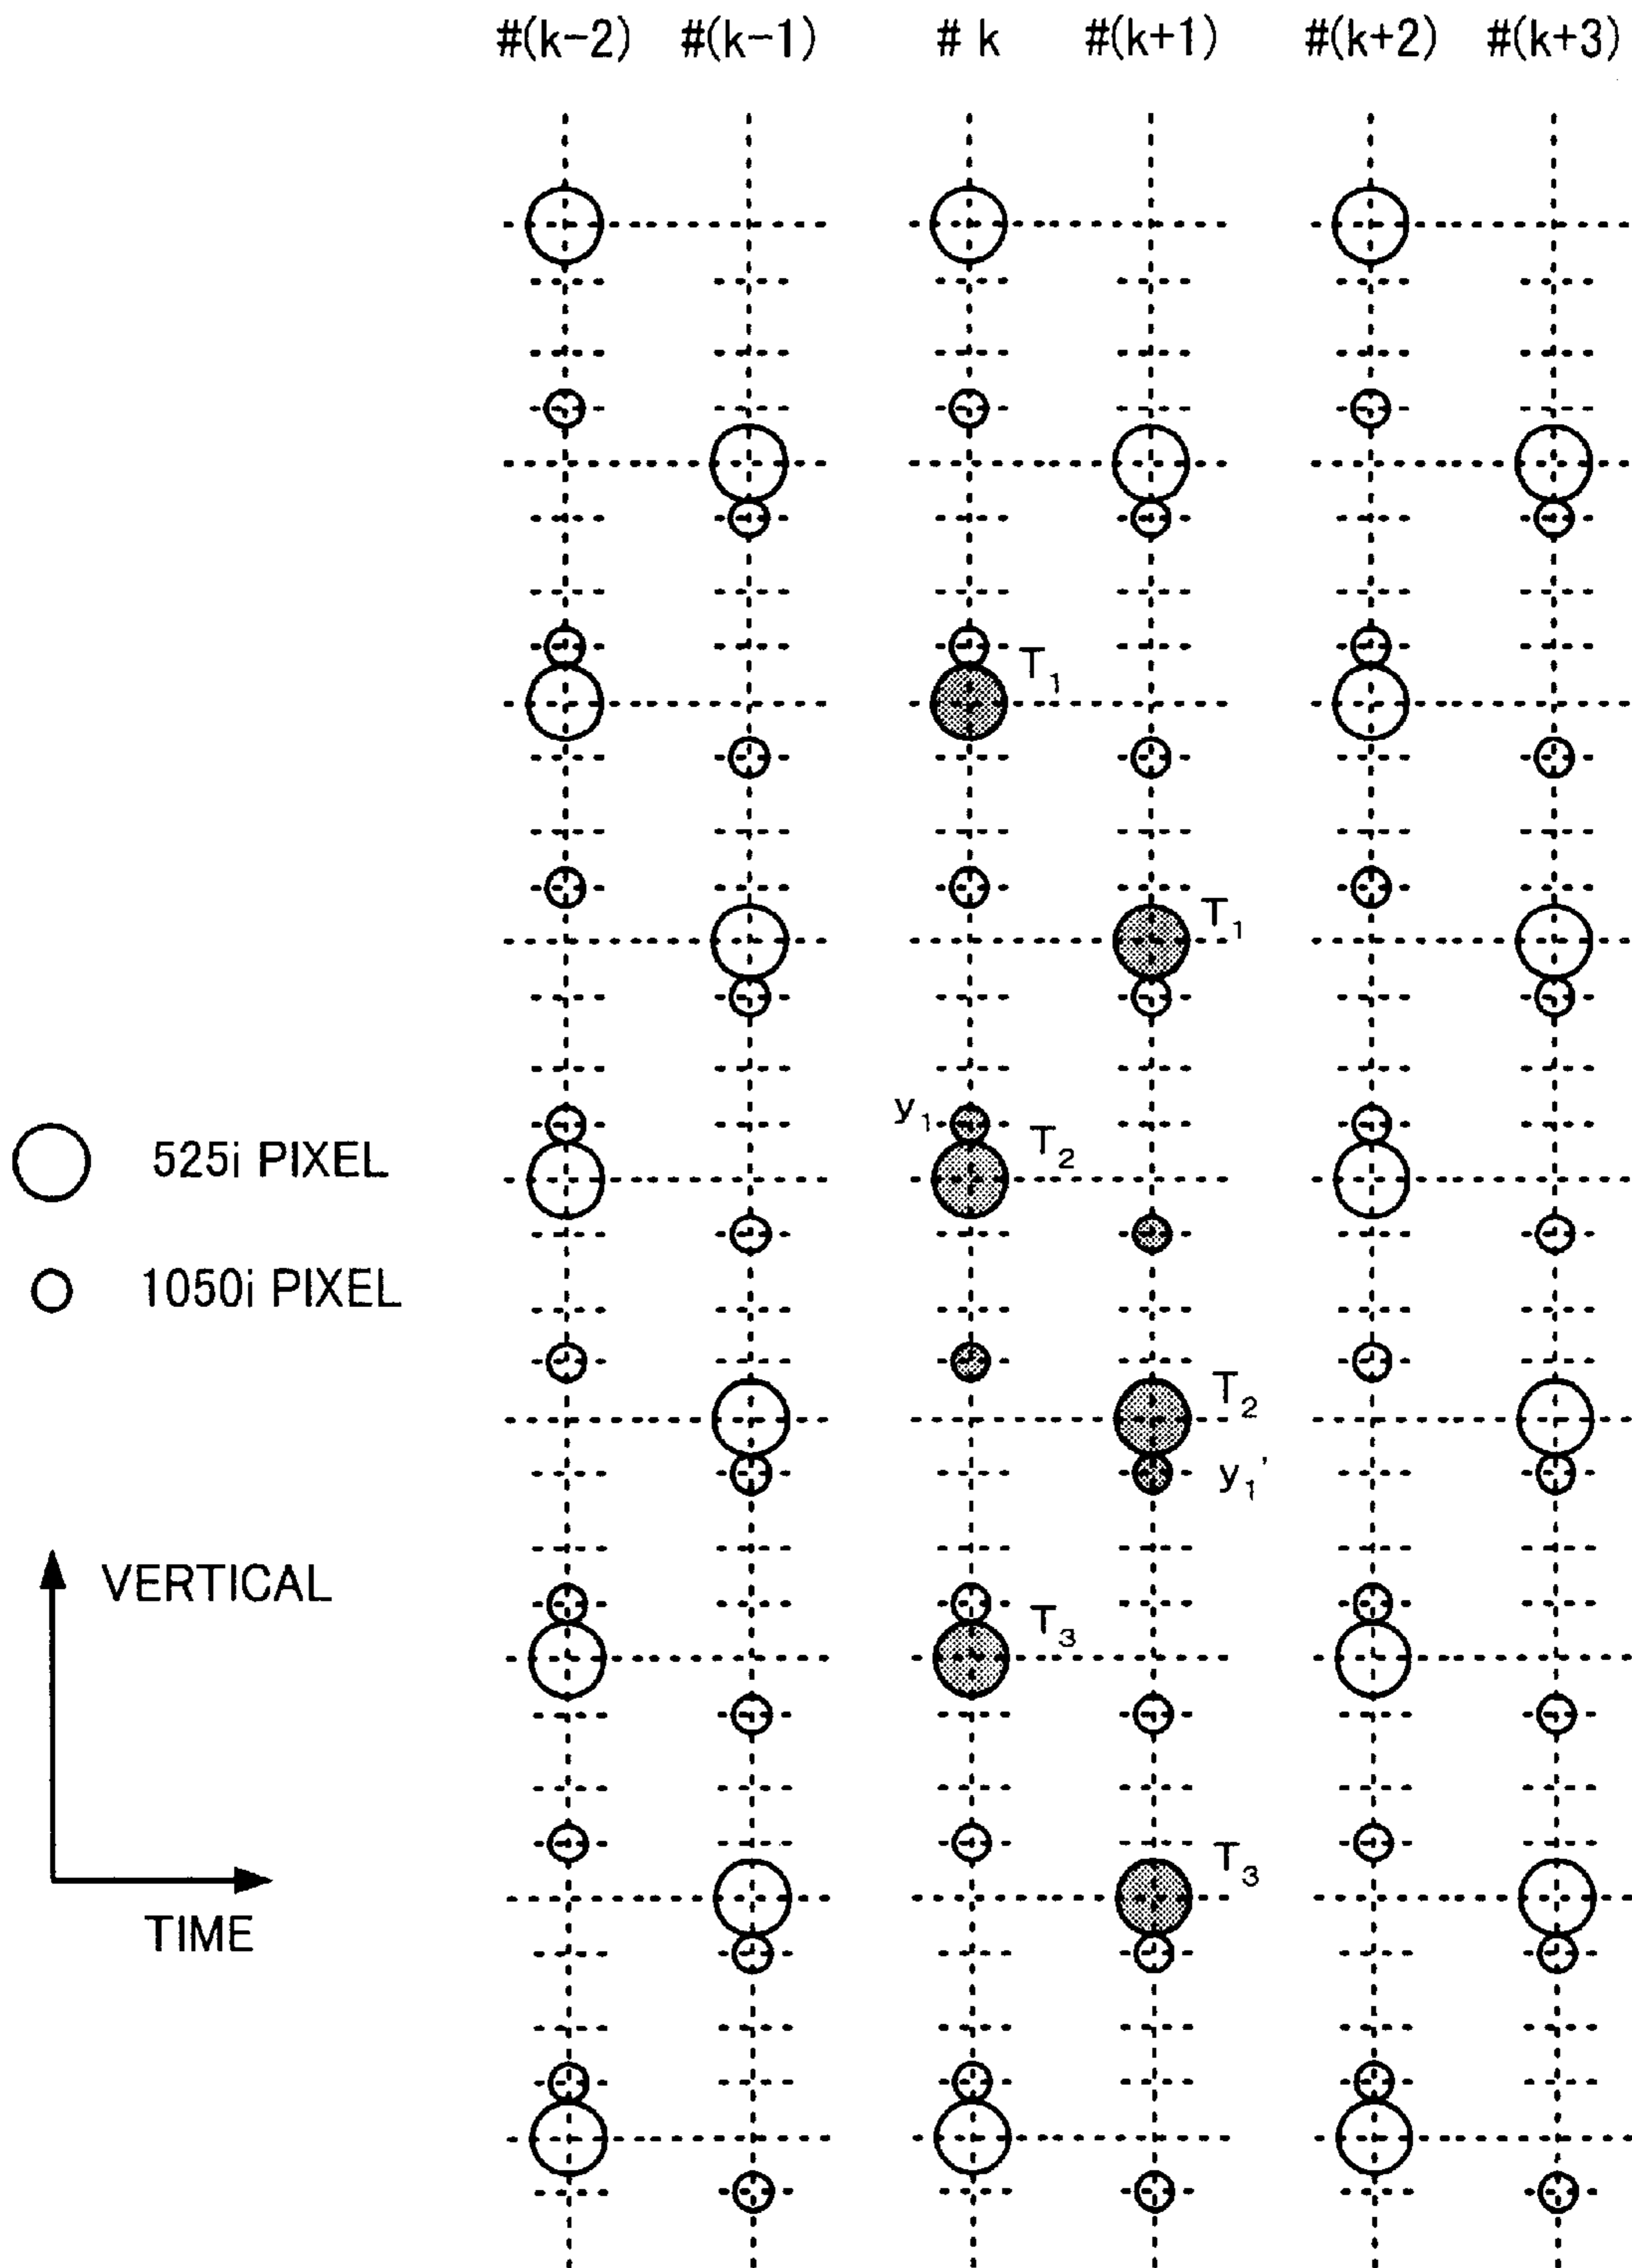 #(k-2) #(k-1) # k #(k+1) #(k+2) #(k+3)
T1
T1
y1
T2
525i PIXEL
1050i PIXEL
T2
y1'
VERTICAL
T3
T3
TIME